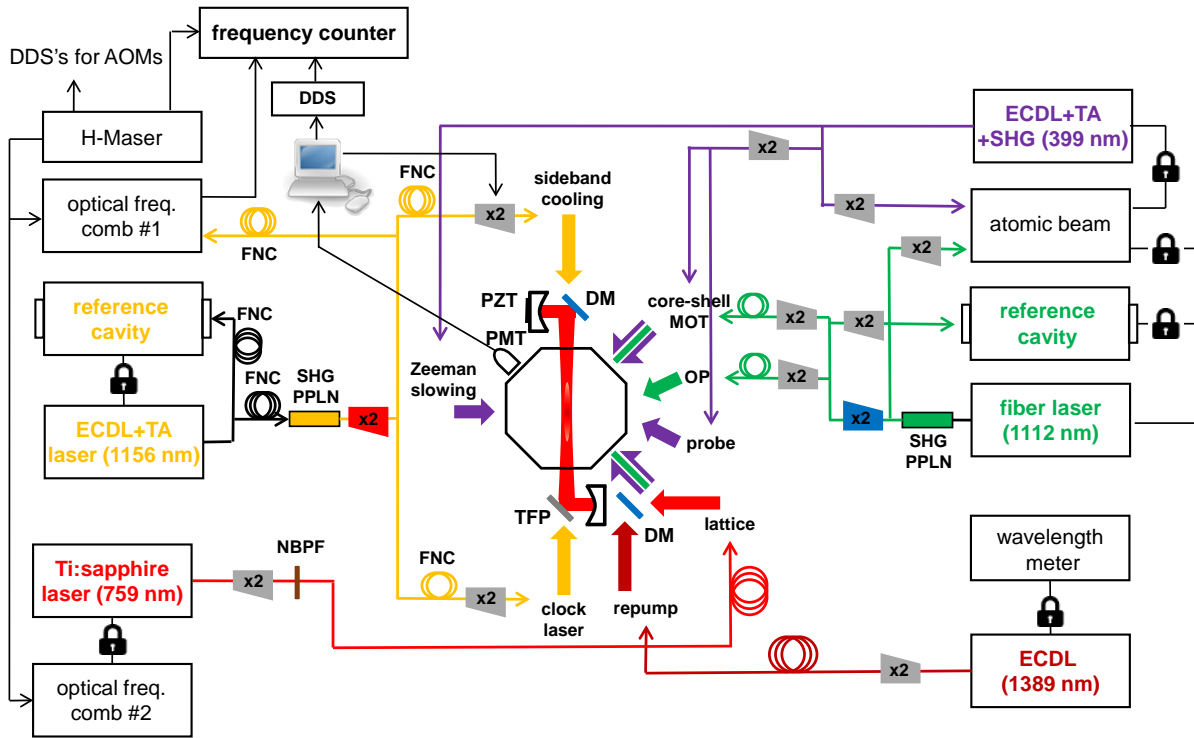 frequency counter
DDS's for AOMs
DDS
H-Maser
ECDL+TA
+SHG (399 nm)
x2
FNC
sideband
cooling
x2
optical freq.
comb #1
FNC
x2
atomic beam
x2
reference
cavity
FNC
PZT
DM
core-shell
MOT
x2
x2
reference
cavity
PMT
Zeeman
slowing
OP
x2
FNC
SHG
PPLN
x2
ECDL+TA
laser (1156 nm)
probe
x2
SHG
PPLN
fiber laser
(1112 nm)
TFP
DM
lattice
wavelength
meter
NBPF
Ti:sapphire
laser (759 nm)
x2
FNC
x2
clock
laser
repump
optical freq.
comb #2
x2
ECDL
(1389 nm)